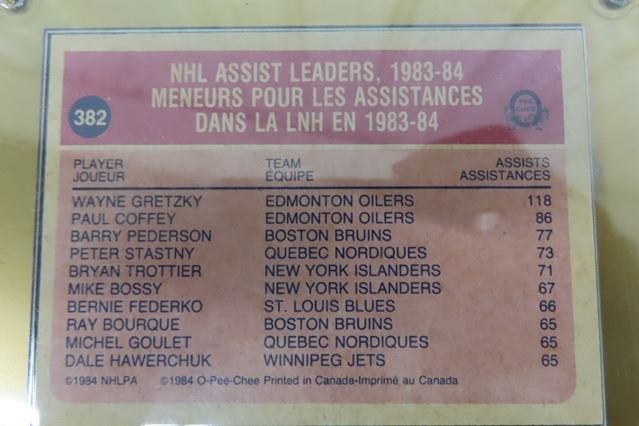 NHL ASSIST LEADERS, 1983-84
MENEURS POUR LES ASSISTANCES
DANS LA LNH EN 1983-84
382
O-PEE-CHEE
PLAYER TEAM ASSISTS
JOUEUR ÉQUIPE ASSISTANCES
WAYNE GRETZKY EDMONTON OILERS 118
PAUL COFFEY EDMONTON OILERS 86
BARRY PEDERSON BOSTON BRUINS 77
PETER STASTNY QUEBEC NORDIQUES 73
BRYAN TROTTIER NEW YORK ISLANDERS 71
MIKE BOSSY NEW YORK ISLANDERS 67
BERNIE FEDERKO ST. LOUIS BLUES 66
RAY BOURQUE BOSTON BRUINS 65
MICHEL GOULET QUEBEC NORDIQUES 65
DALE HAWERCHUK WINNIPEG JETS 65
©1984 NHLPA ©1984 O-Pee-Chee Printed in Canada-Imprimé au Canada